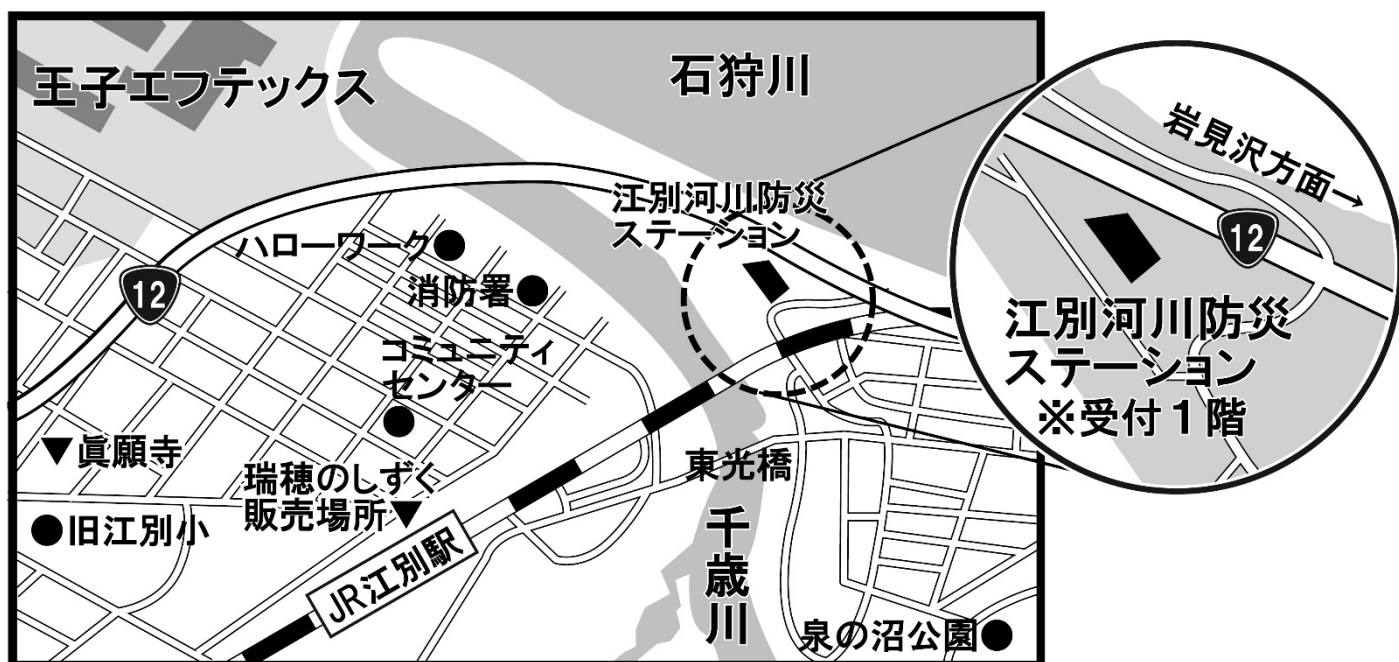 王子エフテックス
石狩川
岩見沢方面→
江別河川防災
ステーション
12
ハローワーク
12
消防署
コミュニティ
センター
江別河川防災
ステーション
※受付1階
▼眞願寺
瑞穂のしずく
販売場所▼
東光橋
旧江別小
JR江別駅
千歳川
泉の沼公園